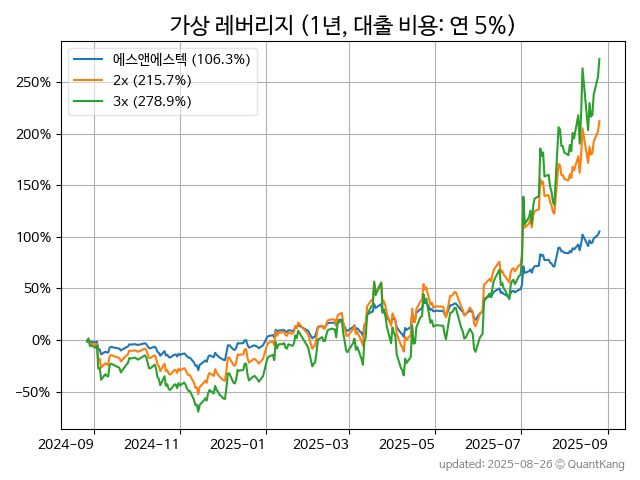 가상 레버리지 (1년, 대출 비용: 연 5%)
에스앤에스텍 (106.3%)
2x (215.7%)
3x (278.9%)
250%
200%
150%
100%
50%
0%
−50%
2024-09
2024-11
2025-01
2025-03
2025-05
2025-07
2025-09
updated: 2025-08-26 © QuantKang